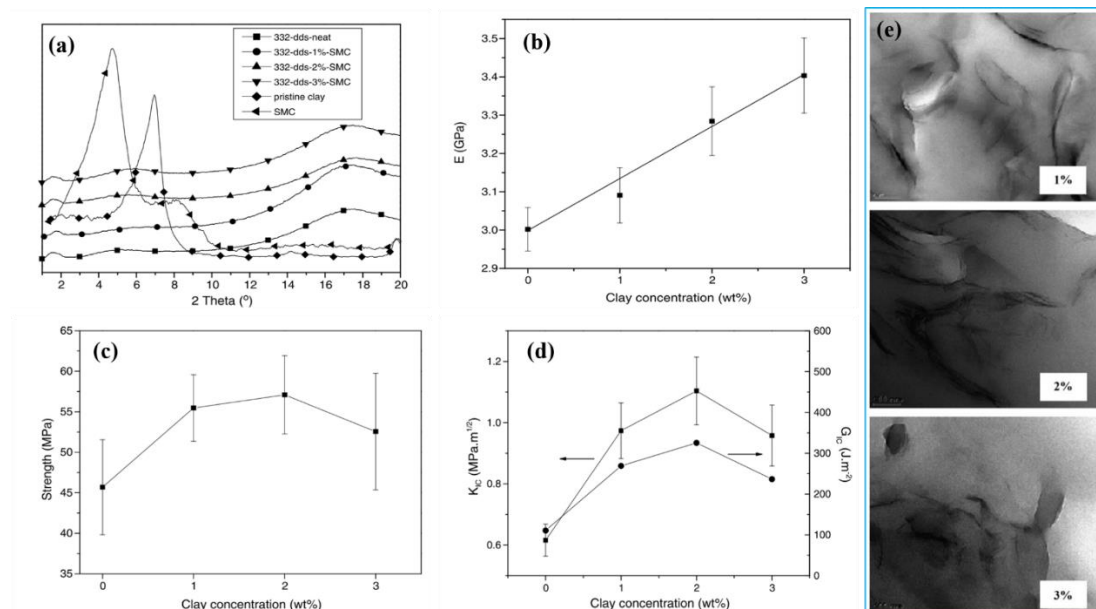 (a)
332-dds-neat
332-dds-1%-SMC
332-dds-2%-SMC
332-dds-3%-SMC
pristine clay
SMC
2 4 6 8 10 12 14 16 18 20
2 Theta (°)
(b)
3.5
3.4
3.3
3.2
3.1
3.0
2.9
E (GPa)
0 1 2 3
Clay concentration (wt%)
(c)
65
60
55
50
45
40
35
Strength (MPa)
0 1 2 3
Clay concentration (wt%)
(d)
1.2
1.0
0.8
0.6
K_IC (MPa.m^1/2)
600
500
400
300
200
100
0
G_IC (J.m^-2)
0 1 2 3
Clay concentration (wt%)
(e)
1%
2%
3%